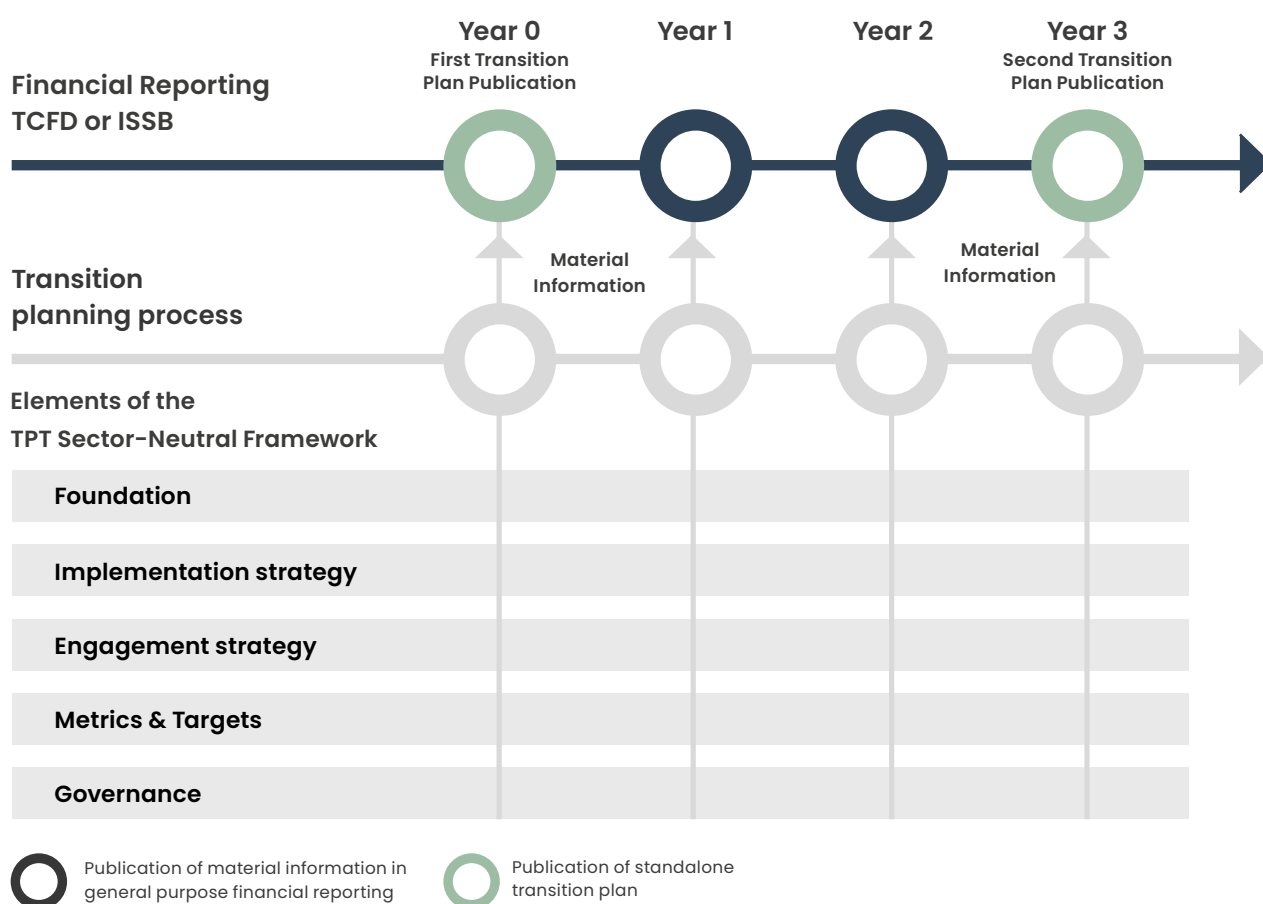 Year 0
First Transition
Plan Publication
Year 1
Year 2
Year 3
Second Transition
Plan Publication
Financial Reporting
TCFD or ISSB
Material
Information
Material
Information
Transition
planning process
Elements of the
TPT Sector-Neutral Framework
Foundation
Implementation strategy
Engagement strategy
Metrics & Targets
Governance
Publication of material information in
general purpose financial reporting
Publication of standalone
transition plan